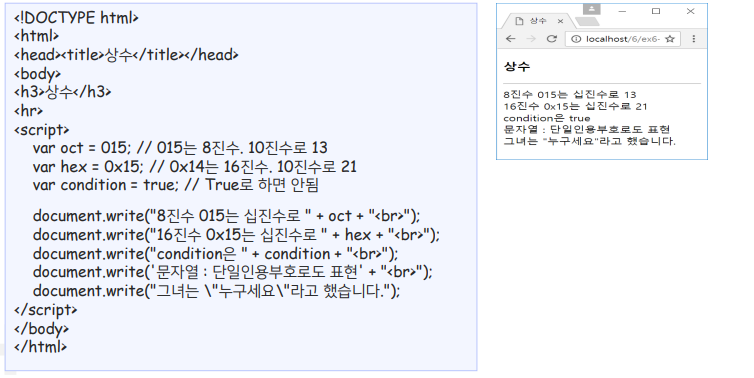 <!DOCTYPE html>
<html>
<head><title>상수</title></head>
<body>
<h3>상수</h3>
<hr>
<script>
var oct = 015; // 015는 8진수. 10진수로 13
var hex = 0x15; // 0x14는 16진수. 10진수로 21
var condition = true; // True로 하면 안됨
document.write("8진수 015는 십진수로 " + oct + "<br>");
document.write("16진수 0x15는 십진수로 " + hex + "<br>");
document.write("condition은 " + condition + "<br>");
document.write('문자열 : 단일인용부호로도 표현' + "<br>");
document.write("그녀는 \"누구세요\"라고 했습니다.");
</script>
</body>
</html>
상수
localhost/6/ex6-
상수
8진수 015는 십진수로 13
16진수 0x15는 십진수로 21
condition은 true
문자열 : 단일인용부호로도 표현
그녀는 "누구세요"라고 했습니다.